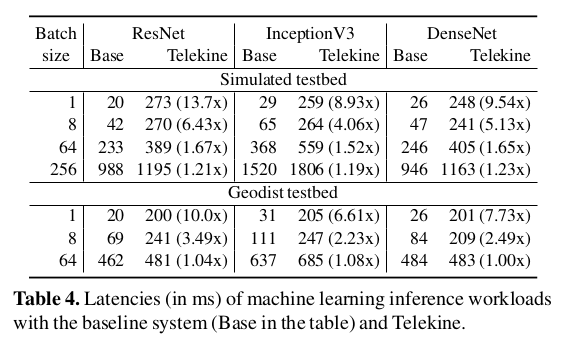 Batch ResNet InceptionV3 DenseNet
size Base Telekine Base Telekine Base Telekine
Simulated testbed
1 20 273 (13.7x) 29 259 (8.93x) 26 248 (9.54x)
8 42 270 (6.43x) 65 264 (4.06x) 47 241 (5.13x)
64 233 389 (1.67x) 368 559 (1.52x) 246 405 (1.65x)
256 988 1195 (1.21x) 1520 1806 (1.19x) 946 1163 (1.23x)
Geodist testbed
1 20 200 (10.0x) 31 205 (6.61x) 26 201 (7.73x)
8 69 241 (3.49x) 111 247 (2.23x) 84 209 (2.49x)
64 462 481 (1.04x) 637 685 (1.08x) 484 483 (1.00x)
Table 4. Latencies (in ms) of machine learning inference workloads
with the baseline system (Base in the table) and Telekine.